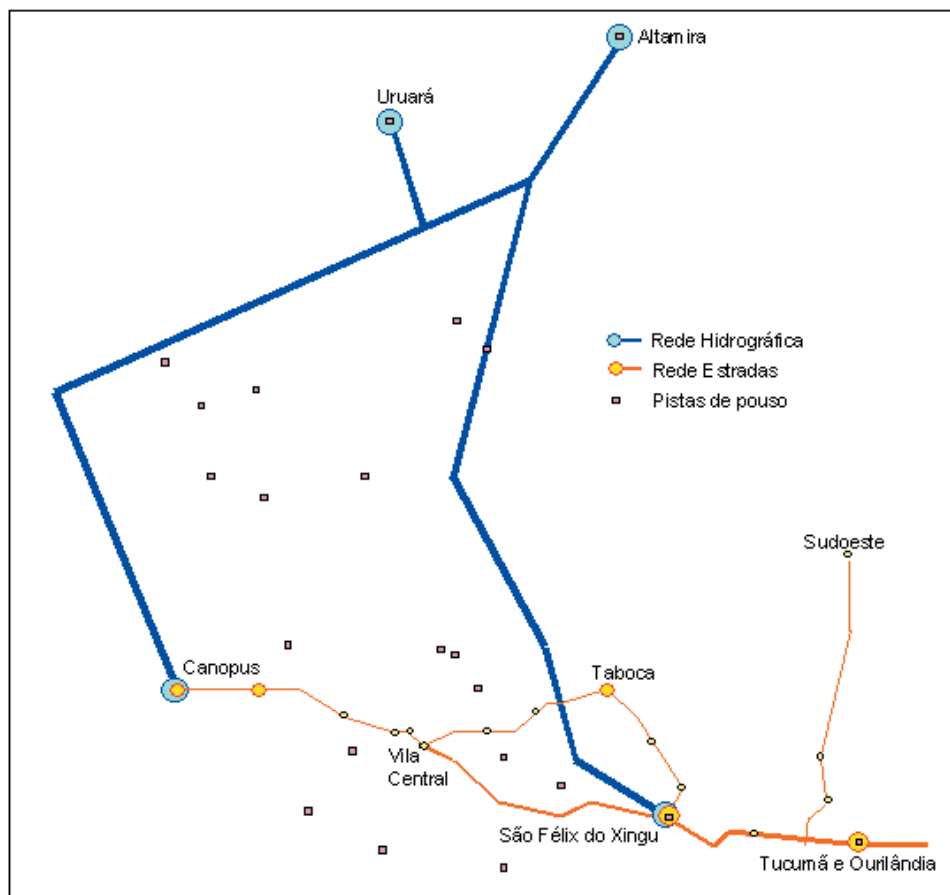 Altamira
Uruará
Rede Hidrográfica
Rede Estradas
Pistas de pouso
Sudoeste
Canopus
Taboca
Vila
Central
São Félix do Xingu
Tucumã e Ourilândia